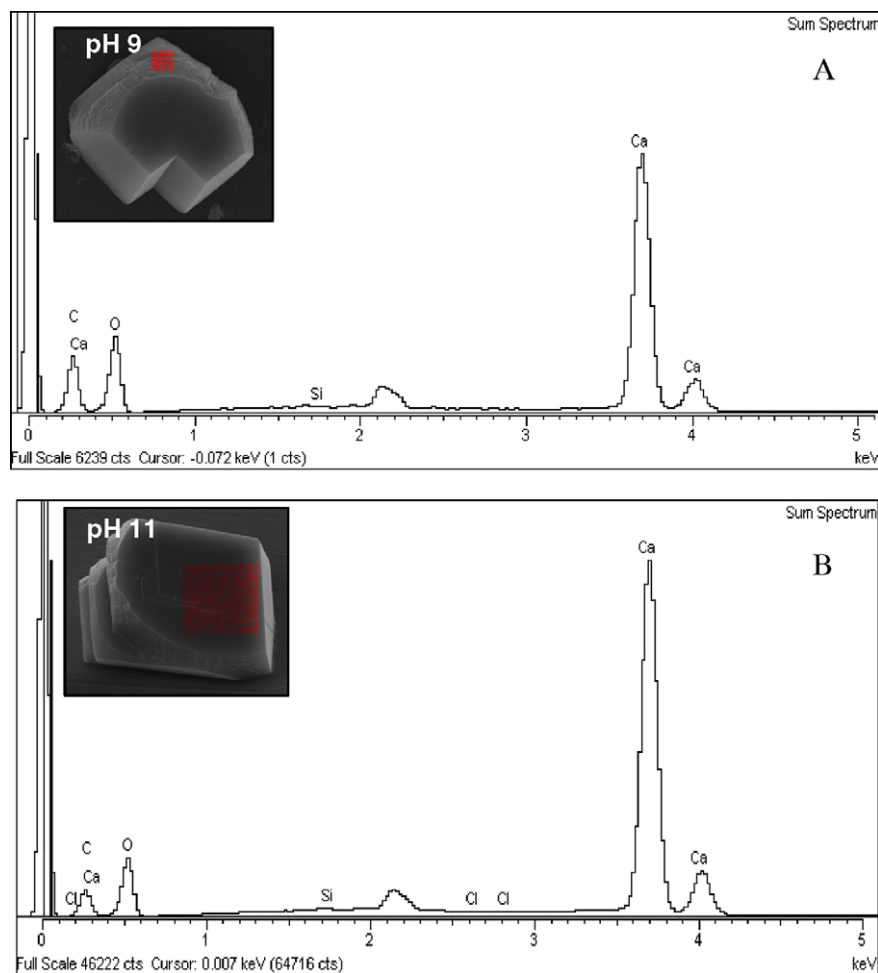 Sum Spectrum
pH 9
A
Ca
C
Ca
O
Si
Ca
0 1 2 3 4 5
Full Scale 6239 cts Cursor: -0.072 keV (1 cts) keV
Sum Spectrum
pH 11
Ca
B
C
O
Cl Ca
Si
Cl Cl
Ca
0 1 2 3 4 5
Full Scale 46222 cts Cursor: 0.007 keV (64716 cts) keV